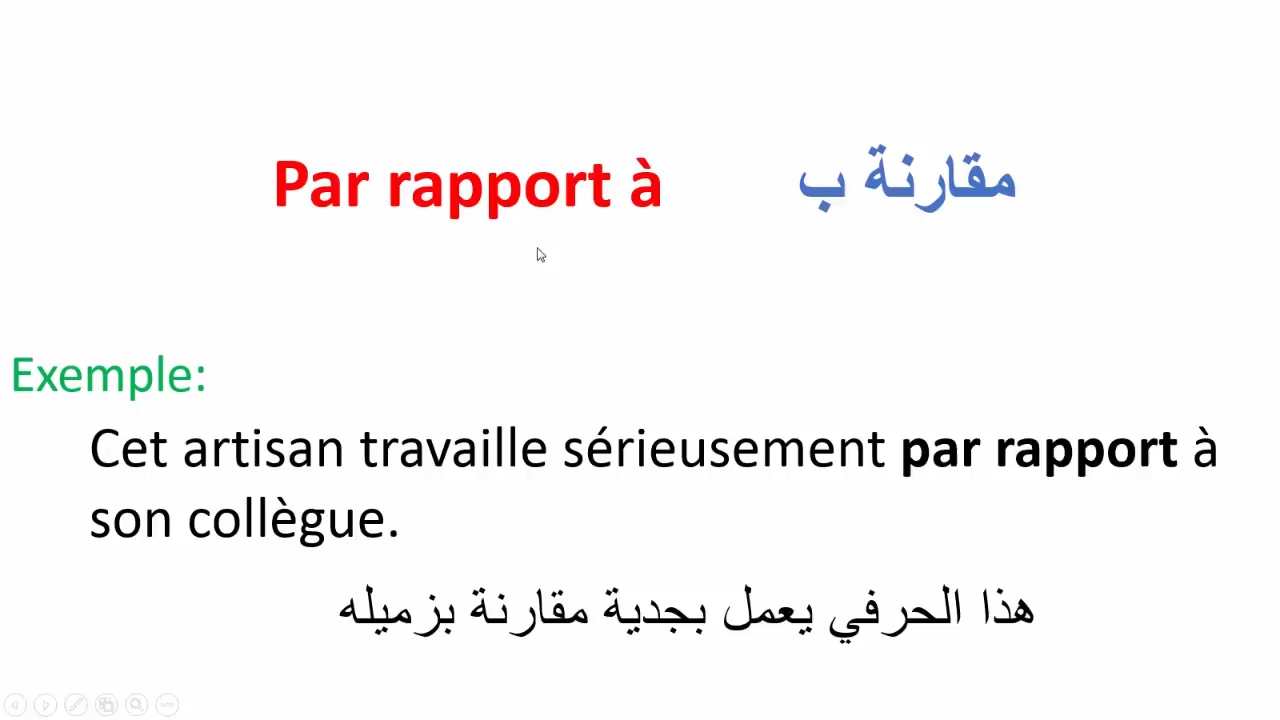 Par rapport à
مقارنة ب
Exemple:
Cet artisan travaille sérieusement par rapport à
son collègue.
هذا الحرفي يعمل بجدية مقارنة بزميله